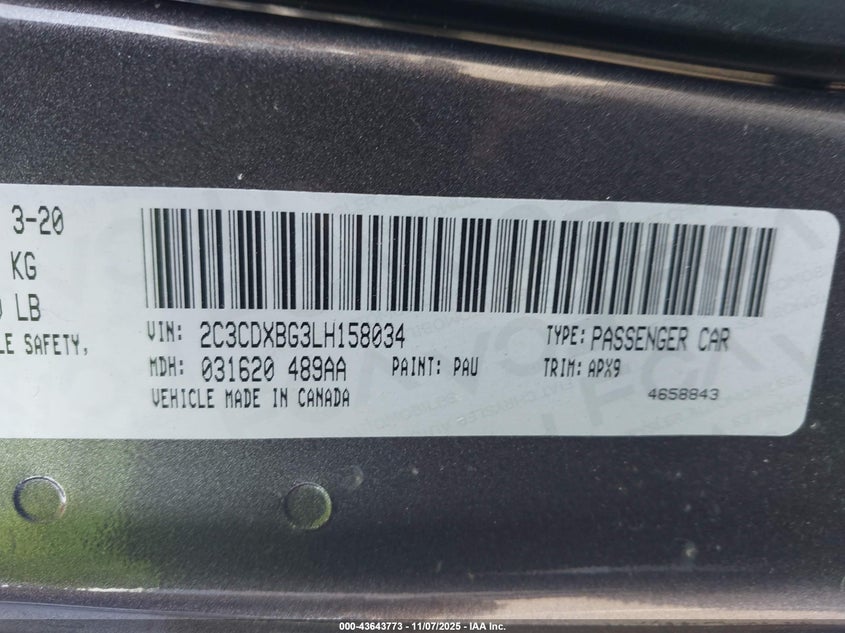 3-20
KG
LB
LE SAFETY,
VIN: 2C3CDXBG3LH158034 TYPE: PASSENGER CAR
MDH: 031620 489AA PAINT: PAU TRIM: APX9
VEHICLE MADE IN CANADA 4658843
000-43643773 - 11/07/2025 - IAA Inc.